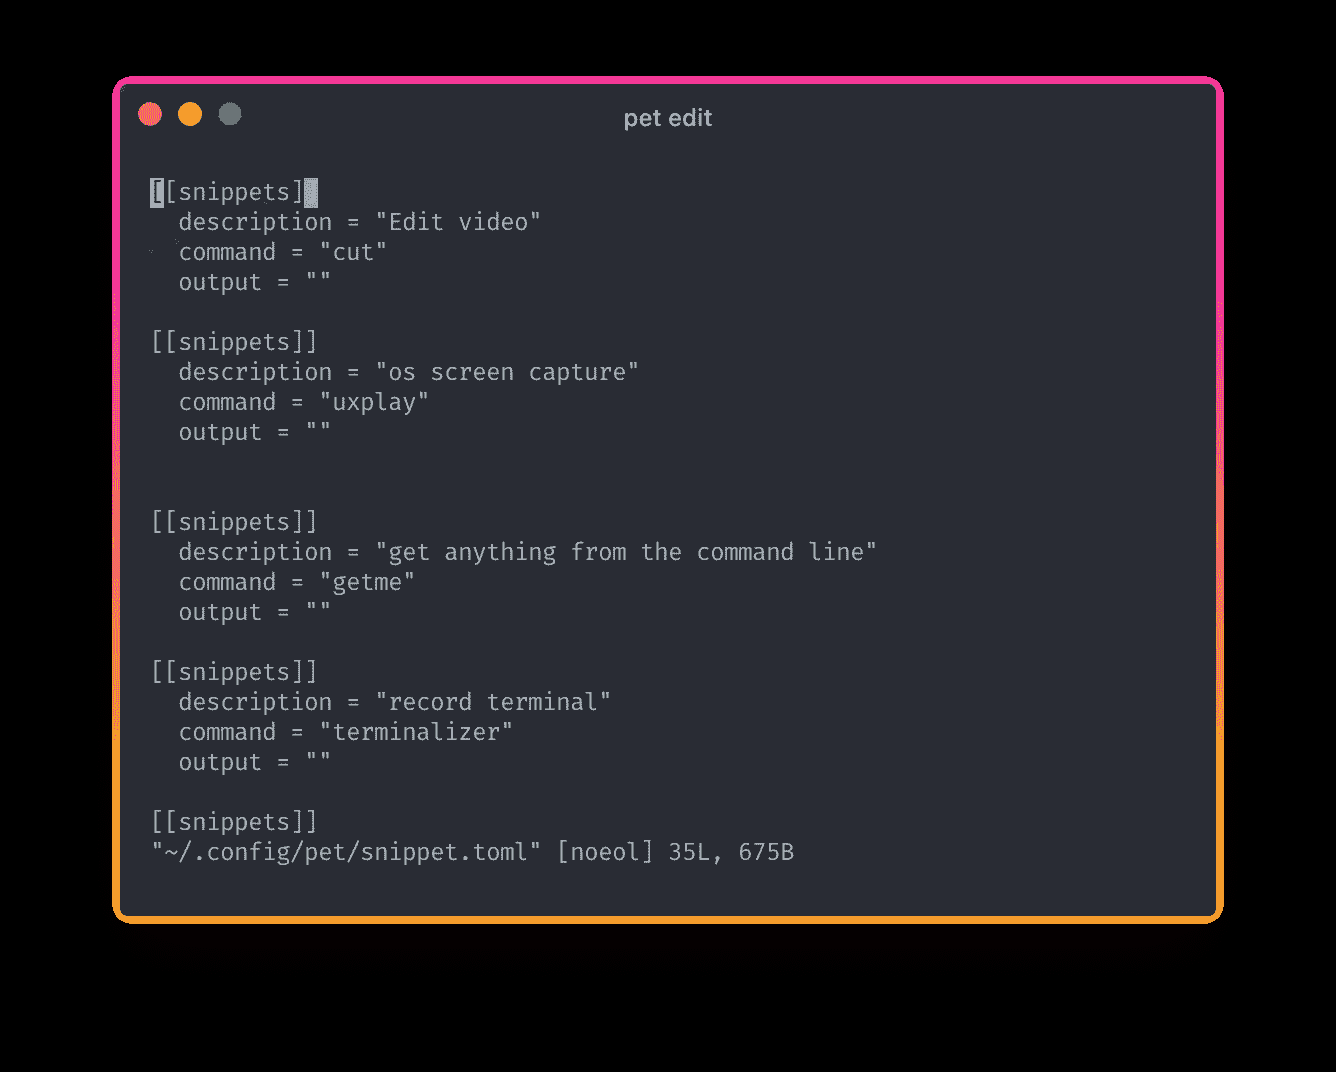 pet edit
[[snippets]]
description = "Edit video"
command = "cut"
output = ""
[[snippets]]
description = "os screen capture"
command = "uxplay"
output = ""
[[snippets]]
description = "get anything from the command line"
command = "getme"
output = ""
[[snippets]]
description = "record terminal"
command = "terminalizer"
output = ""
[[snippets]]
"~/.config/pet/snippet.toml" [noeol] 35L, 675B